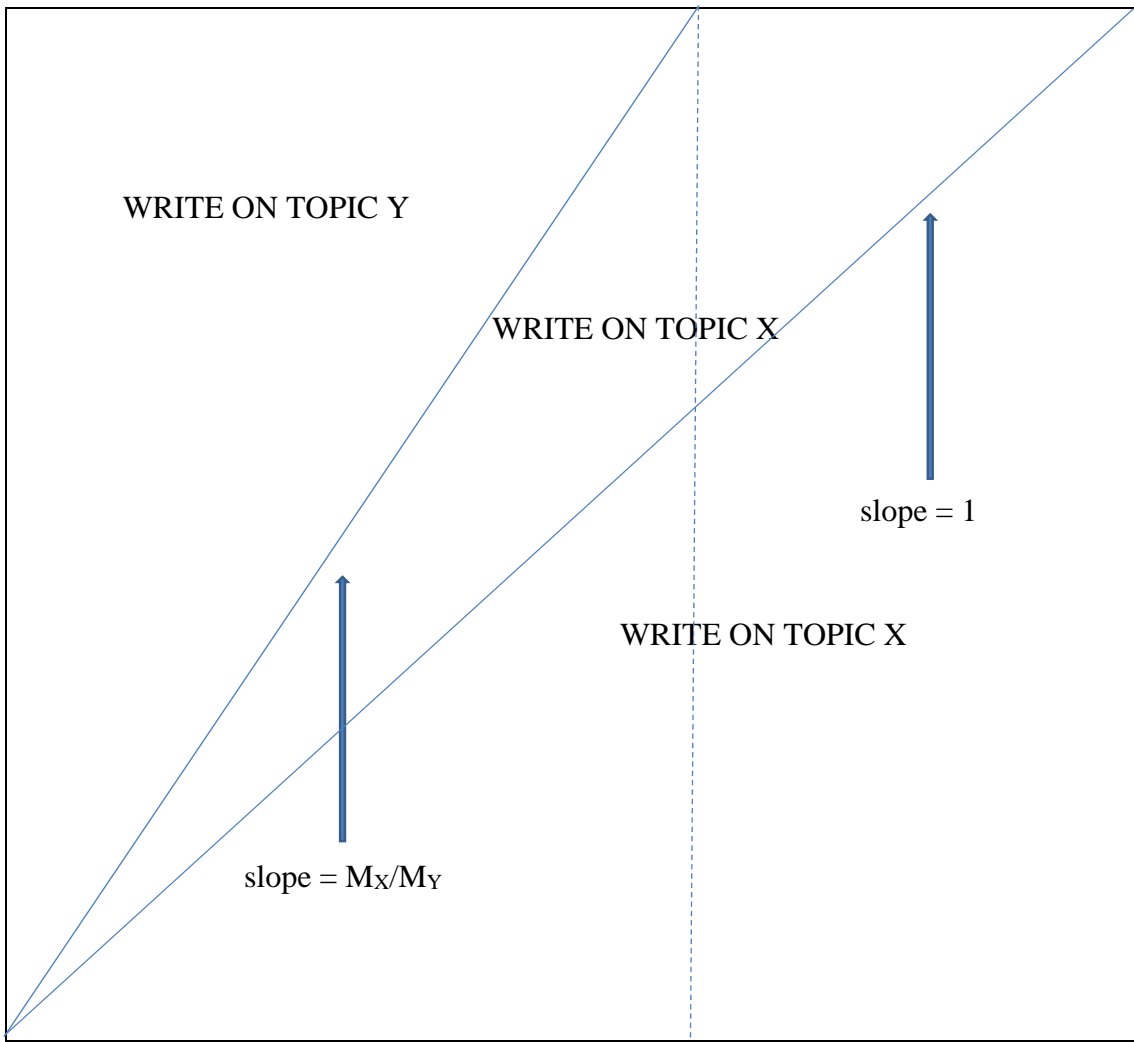 WRITE ON TOPIC Y
WRITE ON TOPIC X
slope = 1
WRITE ON TOPIC X
slope = MX/MY